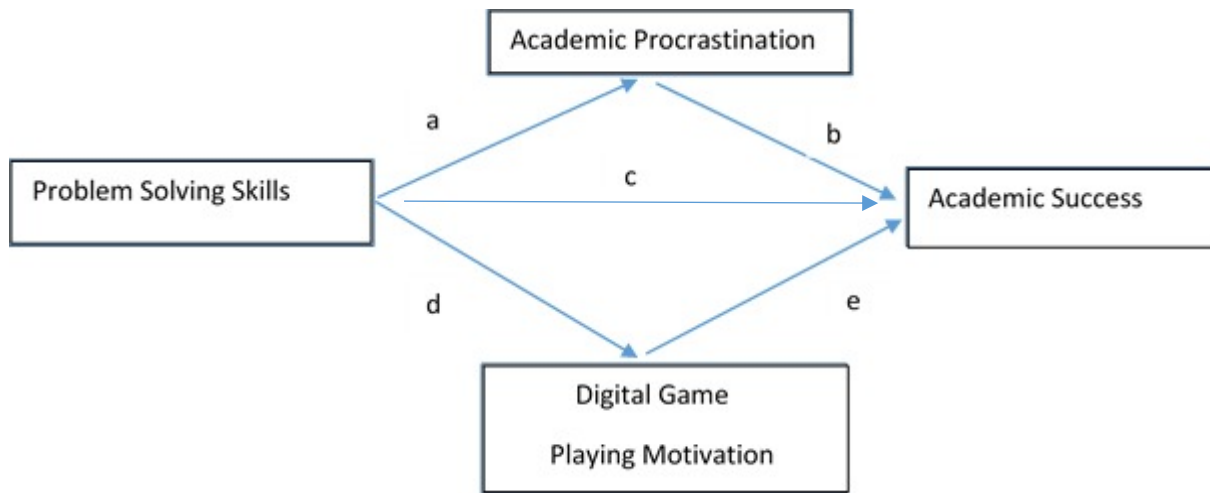 Academic Procrastination
a
b
Problem Solving Skills
c
Academic Success
d
e
Digital Game
Playing Motivation